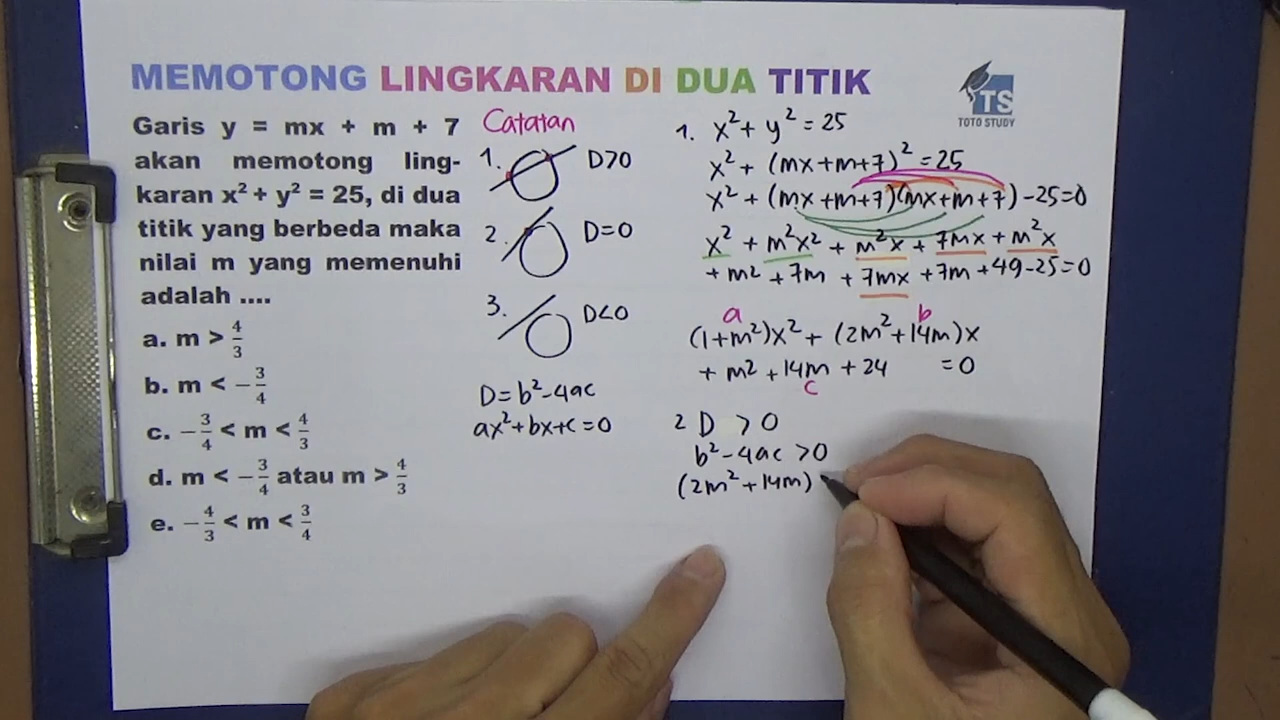 MEMOTONG LINGKARAN DI DUA TITIK
TS
TOTO STUDY
Garis y = mx + m + 7
akan memotong ling-
karan x² + y² = 25, di dua
titik yang berbeda maka
nilai m yang memenuhi
adalah ....
a. m > 4/3
b. m < -3/4
c. -3/4 < m < 4/3
d. m < -3/4 atau m > 4/3
e. -4/3 < m < 3/4
Catatan
1. D>0
2. D=0
3. D<0
D = b²-4ac
ax²+bx+c=0
1. x²+ y² = 25
x² + (mx+m+7)² = 25
x² + (mx+m+7)(mx+m+7) -25=0
x² + m²x² + m²x + 7mx + m²x
+ m² + 7m + 7mx + 7m + 49 -25=0
a b
(1+m²)x² + (2m²+14m)x
+ m² + 14m + 24 = 0
c
2 D > 0
b² - 4ac > 0
(2m²+14m)